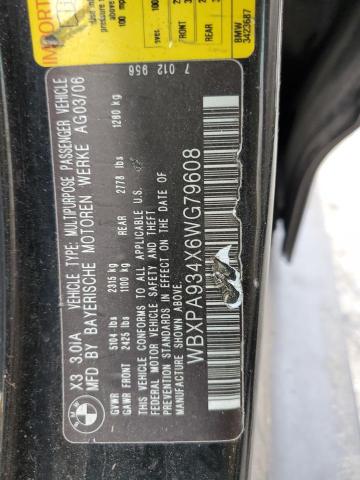 X3 3.0IA VEHICLE TYPE: MULTIPURPOSE PASSENGER VEHICLE
MFD BY BAYERISCHE MOTOREN WERKE AG03/06
GVWR 5104 lbs 2315 kg
GAWR FRONT 2425 lbs 1100 kg REAR 2778 lbs 1260 kg
THIS VEHICLE CONFORMS TO ALL APPLICABLE U.S.
FEDERAL MOTOR VEHICLE SAFETY AND THEFT
PREVENTION STANDARDS IN EFFECT ON THE DATE
OF MANUFACTURE SHOWN ABOVE.
WBXPA934X6WG79608
7 012 956
BMW
3423687